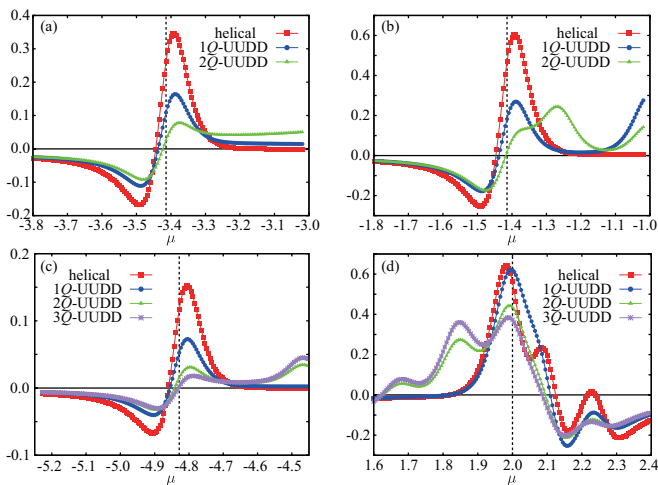 (a)
helical
1Q-UUDD
2Q-UUDD
0.4
0.3
0.2
0.1
0.0
-0.1
0.2
-3.8 -3.7 -3.6 -3.5 -3.4 -3.3 -3.2 -3.1 -3.0
μ
(b)
helical
1Q-UUDD
2Q-UUDD
0.6
0.4
0.2
0.0
-0.2
-1.8 -1.7 -1.6 -1.5 -1.4 -1.3 -1.2 -1.1 -1.0
μ
(c)
helical
1Q-UUDD
2Q-UUDD
3Q-UUDD
0.2
0.1
0.0
-0.1
-5.2 -5.1 -5.0 -4.9 -4.8 -4.7 -4.6 -4.5
μ
(d)
helical
1Q-UUDD
2Q-UUDD
3Q-UUDD
0.6
0.4
0.2
0.0
-0.2
1.6 1.7 1.8 1.9 2.0 2.1 2.2 2.3 2.4
μ